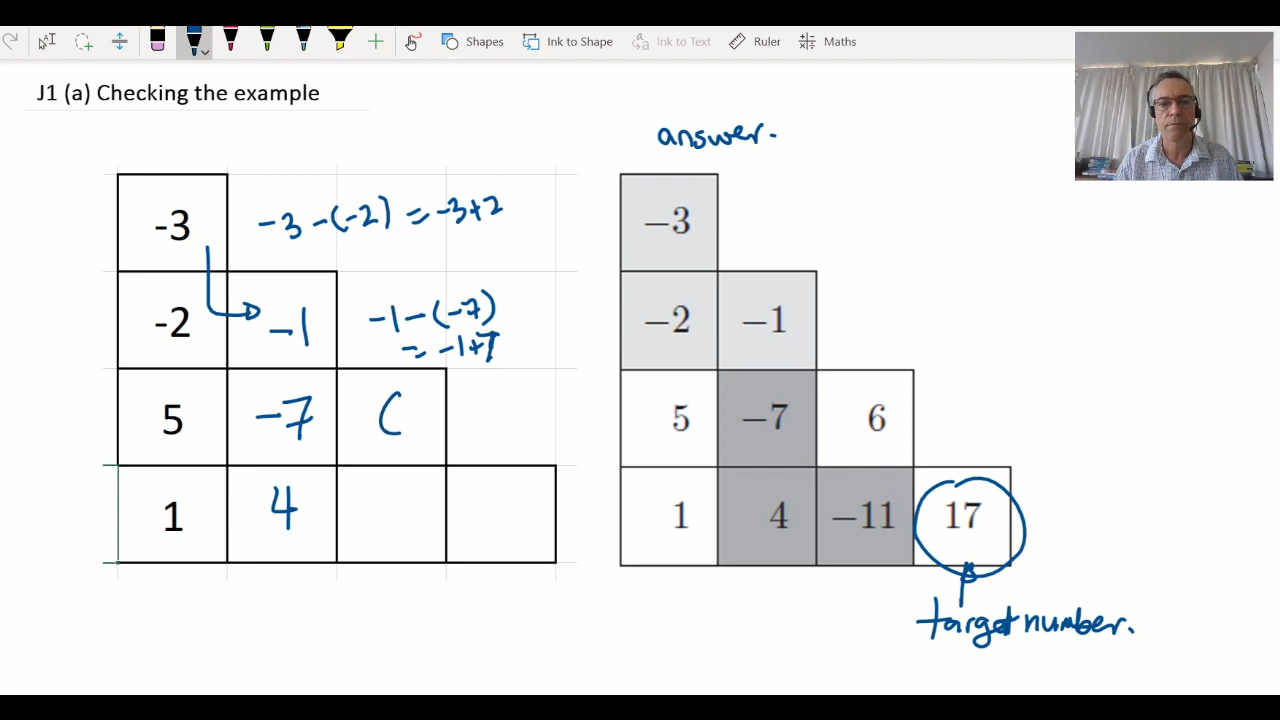 Shapes Ink to Shape Ink to Text Ruler Maths
J1 (a) Checking the example
answer.
-3 -3 -(-2) = -3+2
-2 -1 -1-(-7)
= -1+7
5 -7 (
1 4
−3
−2 −1
5 −7 6
1 4 −11 17
target number.